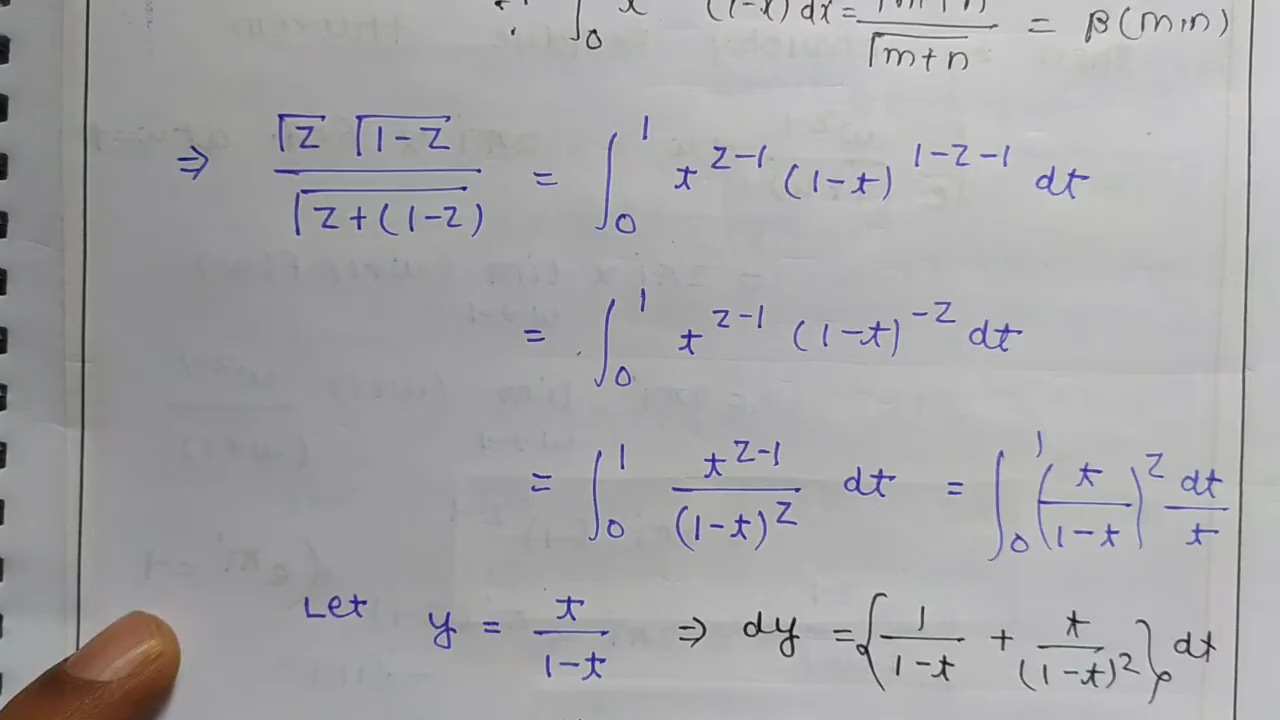 ∫₀ x (1-x) dx = Γm Γn / Γm+n = β(m,n)
⇒ Γz Γ1-z / Γz+(1-z) = ∫₀¹ t^{z-1} (1-t)^{1-z-1} dt
= ∫₀¹ t^{z-1} (1-t)^{-z} dt
= ∫₀¹ t^{z-1} / (1-t)^z dt = ∫₀¹ (t / 1-t)^z dt / t
Let y = t / 1-t ⇒ dy = {1 / 1-t + t / (1-t)²} dt